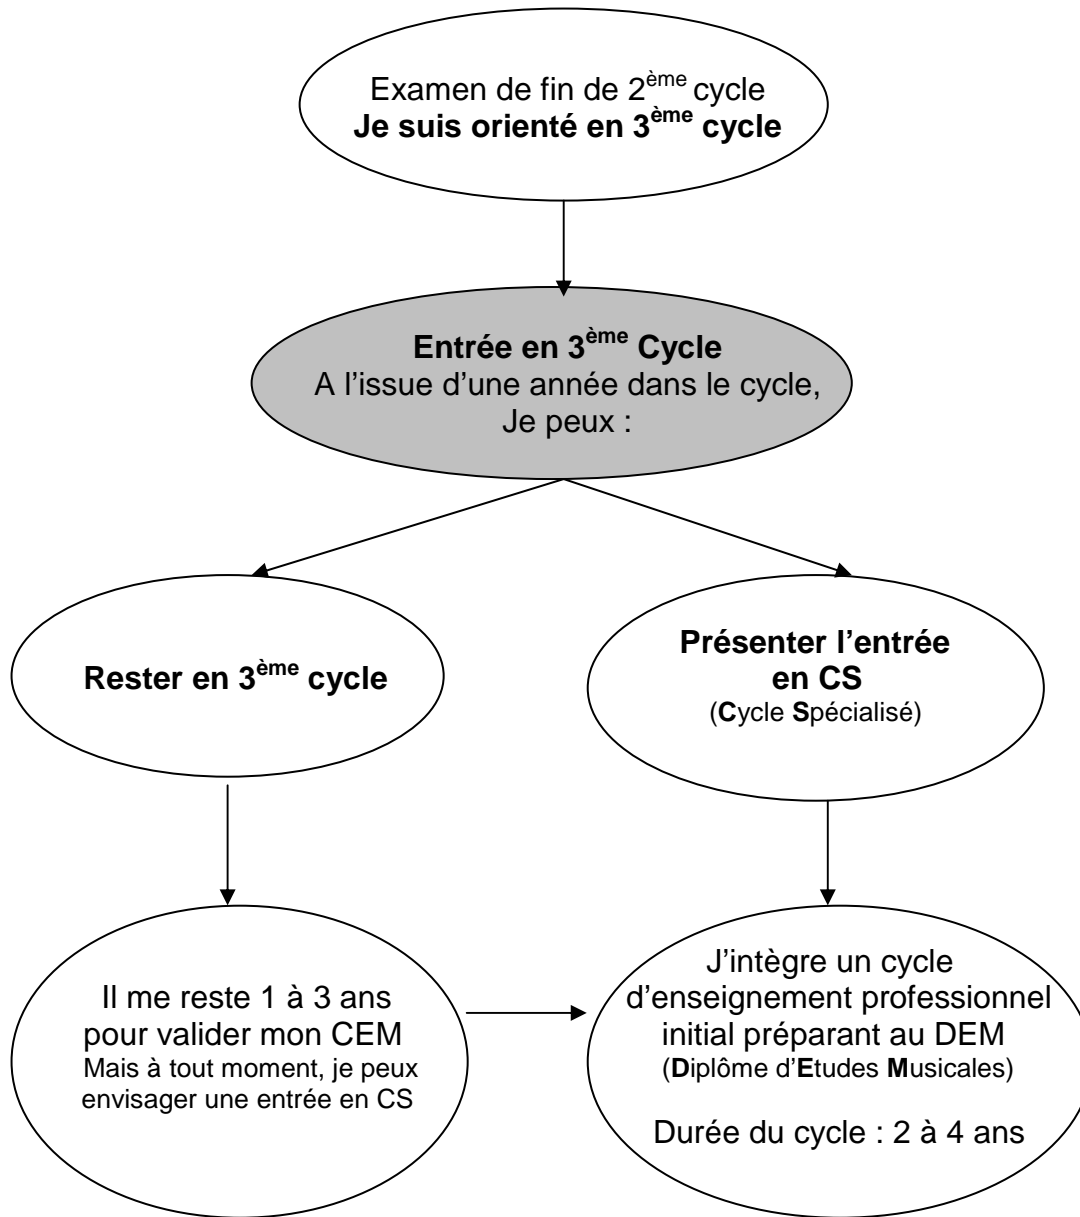 Examen de fin de 2ème cycle
Je suis orienté en 3ème cycle
Entrée en 3ème Cycle
A l’issue d’une année dans le cycle,
Je peux :
Rester en 3ème cycle
Présenter l’entrée
en CS
(Cycle Spécialisé)
Il me reste 1 à 3 ans
pour valider mon CEM
Mais à tout moment, je peux
envisager une entrée en CS
J’intègre un cycle
d’enseignement professionnel
initial préparant au DEM
(Diplôme d’Etudes Musicales)
Durée du cycle : 2 à 4 ans